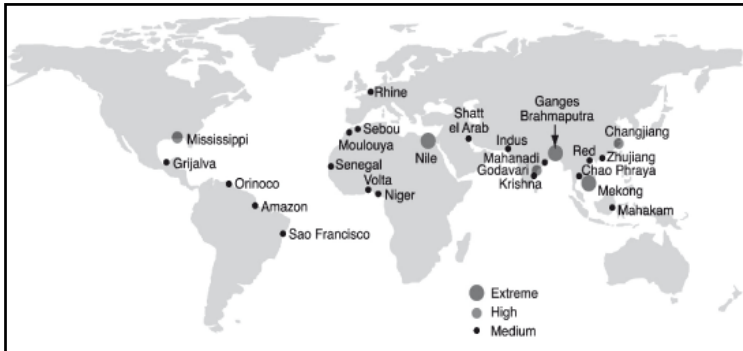 Rhine
Ganges
Brahmaputra
Shatt
el Arab
Changjiang
Mississippi
Sebou
Moulouya
Indus
Red
Nile
Mahanadi
Zhujiang
Grijalva
Senegal
Godavari
Chao Phraya
Volta
Krishna
Orinoco
Niger
Mekong
Amazon
Mahakam
Sao Francisco
Extreme
High
Medium